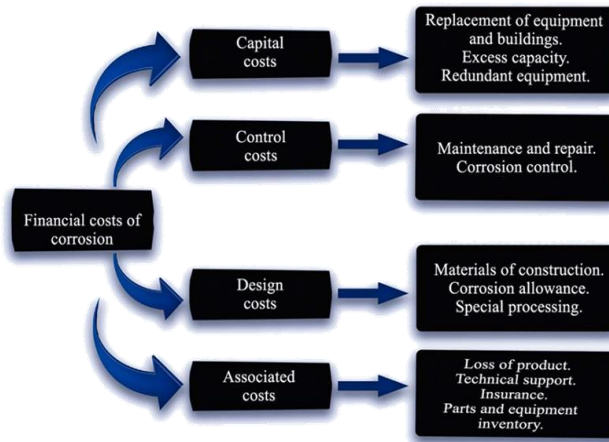 Financial costs of
corrosion
Capital
costs
Replacement of equipment
and buildings.
Excess capacity.
Redundant equipment.
Control
costs
Maintenance and repair.
Corrosion control.
Design
costs
Materials of construction.
Corrosion allowance.
Special processing.
Associated
costs
Loss of product.
Technical support.
Insurance.
Parts and equipment
inventory.